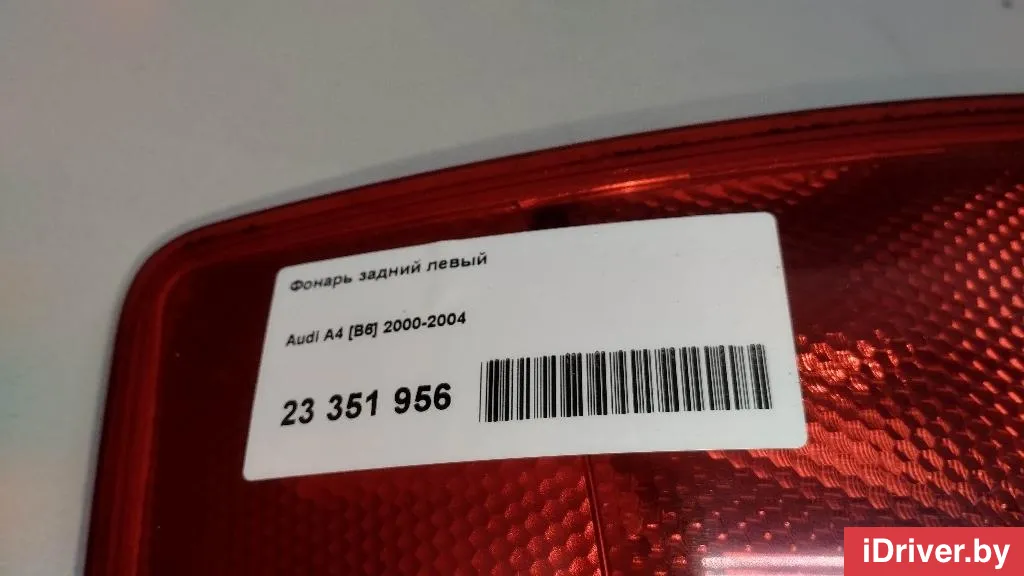 Фонарь задний левый
Audi A4 [B6] 2000-2004
23 351 956
iDriver.by